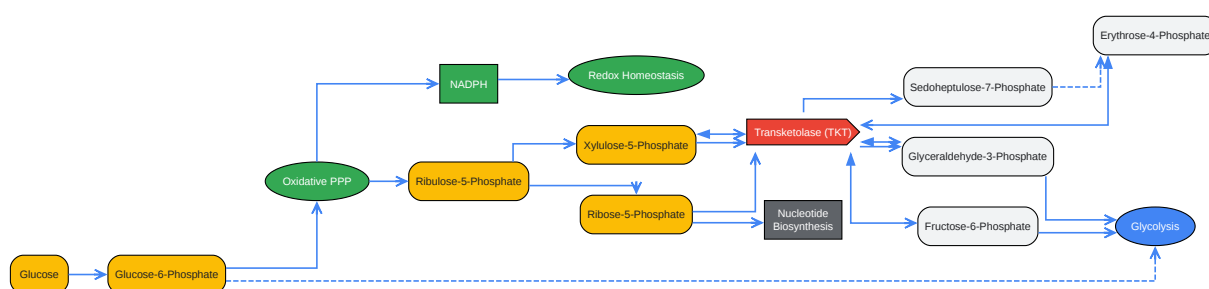 Erythrose-4-Phosphate
NADPH
Redox Homeostasis
Sedoheptulose-7-Phosphate
Transketolase (TKT)
Xylulose-5-Phosphate
Glyceraldehyde-3-Phosphate
Oxidative PPP
Ribulose-5-Phosphate
Ribose-5-Phosphate
Nucleotide
Biosynthesis
Fructose-6-Phosphate
Glycolysis
Glucose
Glucose-6-Phosphate